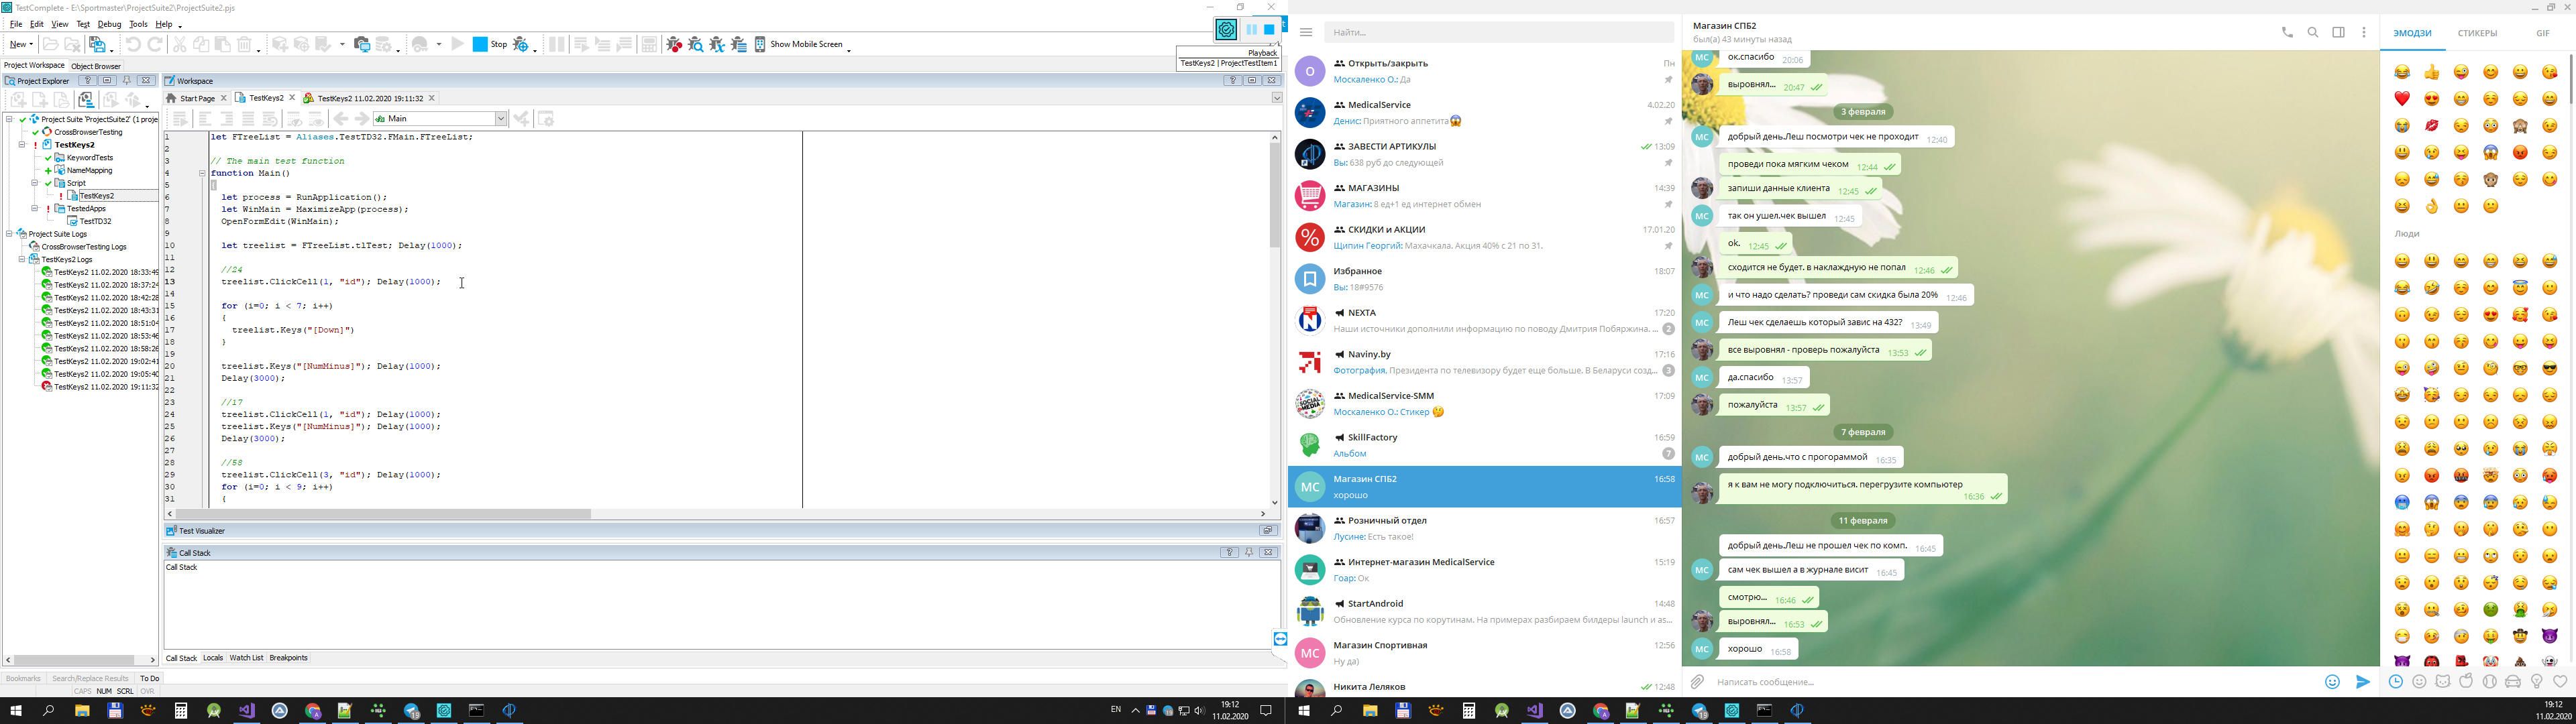 TestComplete - E:\Sportmaster\ProjectSuite2\ProjectSuite2.pjs
File Edit View Test Debug Tools Help
New Stop Show Mobile Screen
Playback
TestKeys2 | ProjectTestItem1
Project Workspace Object Browser
Project Explorer
Project Suite 'ProjectSuite2' (1 proje
CrossBrowserTesting
TestKeys2
KeywordTests
NameMapping
Script
TestKeys2
TestedApps
TestTD32
Project Suite Logs
CrossBrowserTesting Logs
TestKeys2 Logs
TestKeys2 11.02.2020 18:33:49
TestKeys2 11.02.2020 18:37:24
TestKeys2 11.02.2020 18:42:28
TestKeys2 11.02.2020 18:43:31
TestKeys2 11.02.2020 18:51:04
TestKeys2 11.02.2020 18:53:46
TestKeys2 11.02.2020 18:58:26
TestKeys2 11.02.2020 19:02:41
TestKeys2 11.02.2020 19:05:40
TestKeys2 11.02.2020 19:11:32
Workspace
Start Page TestKeys2 TestKeys2 11.02.2020 19:11:32
Main
1 let FTreeList = Aliases.TestTD32.FMain.FTreeList;
2
3 // The main test function
4 function Main()
5 {
6 let process = RunApplication();
7 let WinMain = MaximizeApp(process);
8 OpenFormEdit(WinMain);
9
10 let treelist = FTreeList.tlTest; Delay(1000);
11
12 //24
13 treelist.ClickCell(1, "id"); Delay(1000);
14
15 for (i=0; i < 7; i++)
16 {
17 treelist.Keys("[Down]")
18 }
19
20 treelist.Keys("[NumMinus]"); Delay(1000);
21 Delay(3000);
22
23 //17
24 treelist.ClickCell(1, "id"); Delay(1000);
25 treelist.Keys("[NumMinus]"); Delay(1000);
26 Delay(3000);
27
28 //58
29 treelist.ClickCell(3, "id"); Delay(1000);
30 for (i=0; i < 9; i++)
31 {
Test Visualizer
Call Stack
Call Stack
Call Stack Locals Watch List Breakpoints
Bookmarks Search/Replace Results To Do
CAPS NUM SCRL OVR
EN 19:12
11.02.2020
Найти...
О Открыть/закрыть Пн
Москаленко О.: Да
MedicalService 4.02.20
Денис: Приятного аппетита😱
ЗАВЕСТИ АРТИКУЛЫ 13:09
Вы: 638 руб до следующей
МАГАЗИНЫ 14:39
Магазин: 8 ед+1 ед интернет обмен
СКИДКИ и АКЦИИ 17.01.20
Щипин Георгий: Махачкала. Акция 40% с 21 по 31.
Избранное 18:07
Вы: 18#9576
NEXTA 17:20
Наши источники дополнили информацию по поводу Дмитрия Побяржина. ... 2
Naviny.by 17:16
Фотография, Президента по телевизору будет еще больше. В Беларуси созд... 3
MedicalService-SMM 17:09
Москаленко О.: Стикер 🤔
SkillFactory 16:59
Альбом 7
МС Магазин СПБ2 16:58
хорошо
Розничный отдел 16:57
Лусине: Есть такое!
Интернет-магазин MedicalService 15:19
Гоар: Ок
StartAndroid 14:48
Обновление курса по корутинам. На примерах разбираем билдеры launch и as...
МС Магазин Спортивная 12:56
Ну да)
Никита Леляков 12:48
Магазин СПБ2
был(а) 43 минуты назад
ок.спасибо 20:06
выровнял... 20:47
3 февраля
добрый день.Леш посмотри чек не проходит 12:40
проведи пока мягким чеком 12:44
запиши данные клиента 12:45
так он ушел.чек вышел 12:45
ok. 12:45
сходится не будет. в наклаждную не попал 12:46
и что надо сделать? проведи сам скидка была 20% 12:46
Леш чек сделаешь который завис на 432? 13:49
все выровнял - проверь пожалуйста 13:53
да.спасибо 13:57
пожалуйста 13:57
7 февраля
добрый день.что с прогораммой 16:35
я к вам не могу подключиться. перегрузите компьютер
16:36
11 февраля
добрый день.Леш не прошел чек по комп. 16:45
сам чек вышел а в журнале висит 16:45
смотрю... 16:46
выровнял... 16:53
хорошо 16:58
Написать сообщение...
ЭМОДЗИ СТИКЕРЫ GIF
Люди
19:12
11.02.2020